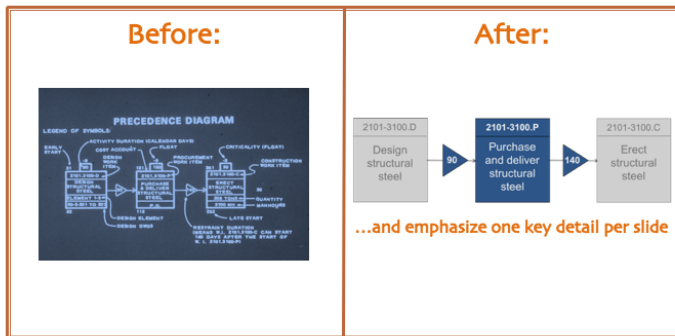 Before:
PRECEDENCE DIAGRAM
LEGEND OF SYMBOLS:
ACTIVITY DURATION (CALENDAR DAYS)
CRITICALITY (FLOAT)
EARLY
START
COST ACCOUNT
FLOAT
DESIGN
WORK
ITEM
PROCUREMENT
WORK ITEM
CONSTRUCTION
WORK ITEM
DESIGN
STRUCTURAL
STEEL
PURCHASE
& DELIVER
STRUCTURAL
STEEL
ERECT
STRUCTURAL
STEEL
QUANTITY
MANHOURS
DESIGN ELEMENT
DESIGN DWGS
LATE START
RESTRAINT DURATION
After:
2101-3100.D
Design
structural
steel
90
2101-3100.P
Purchase
and deliver
structural
steel
140
2101-3100.C
Erect
structural
steel
...and emphasize one key detail per slide